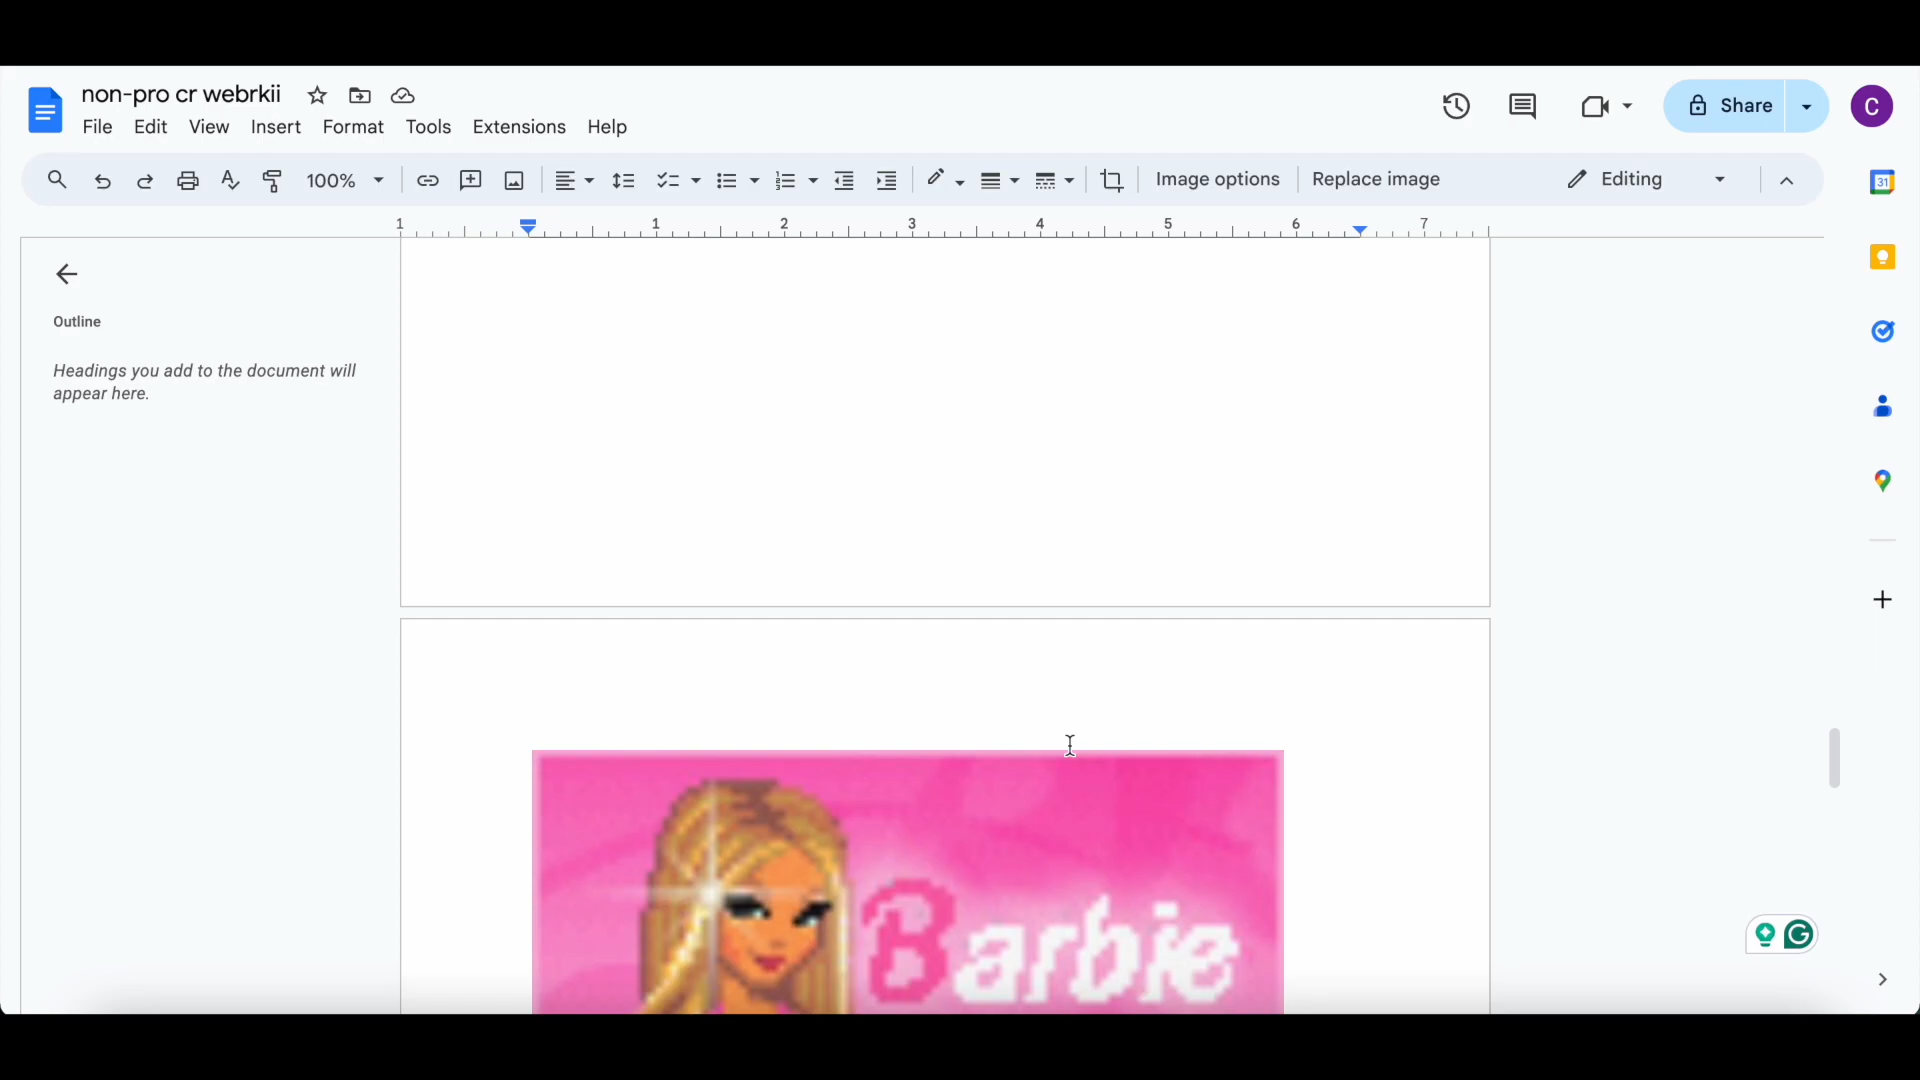 non-pro cr webrkii
File Edit View Insert Format Tools Extensions Help
Share
C
100%
Image options
Replace image
Editing
1 1 2 3 4 5 6 7
31
Outline
Headings you add to the document will
appear here.
Barbie
G